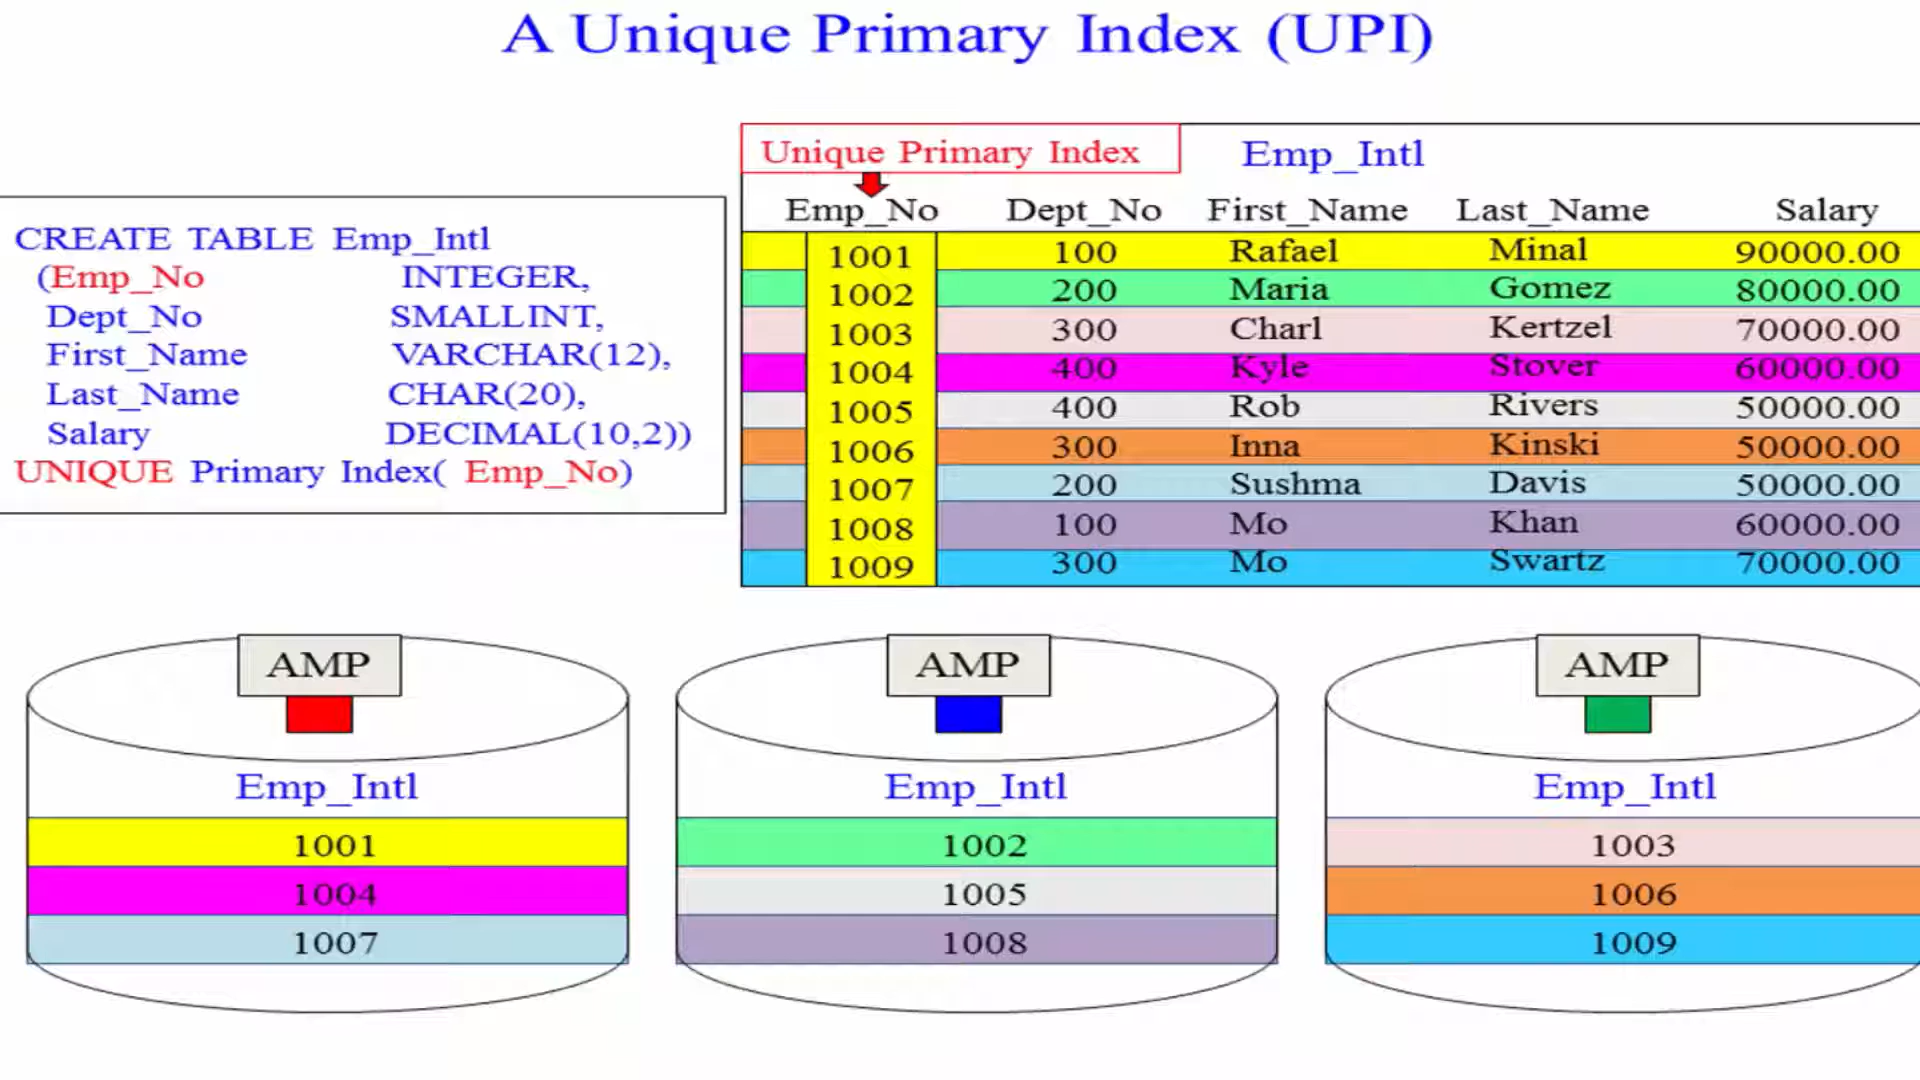 A Unique Primary Index (UPI)
CREATE TABLE Emp_Intl
(Emp_No INTEGER,
Dept_No SMALLINT,
First_Name VARCHAR(12),
Last_Name CHAR(20),
Salary DECIMAL(10,2))
UNIQUE Primary Index( Emp_No)
Unique Primary Index Emp_Intl
Emp_No Dept_No First_Name Last_Name Salary
1001 100 Rafael Minal 90000.00
1002 200 Maria Gomez 80000.00
1003 300 Charl Kertzel 70000.00
1004 400 Kyle Stover 60000.00
1005 400 Rob Rivers 50000.00
1006 300 Inna Kinski 50000.00
1007 200 Sushma Davis 50000.00
1008 100 Mo Khan 60000.00
1009 300 Mo Swartz 70000.00
AMP
Emp_Intl
1001
1004
1007
AMP
Emp_Intl
1002
1005
1008
AMP
Emp_Intl
1003
1006
1009